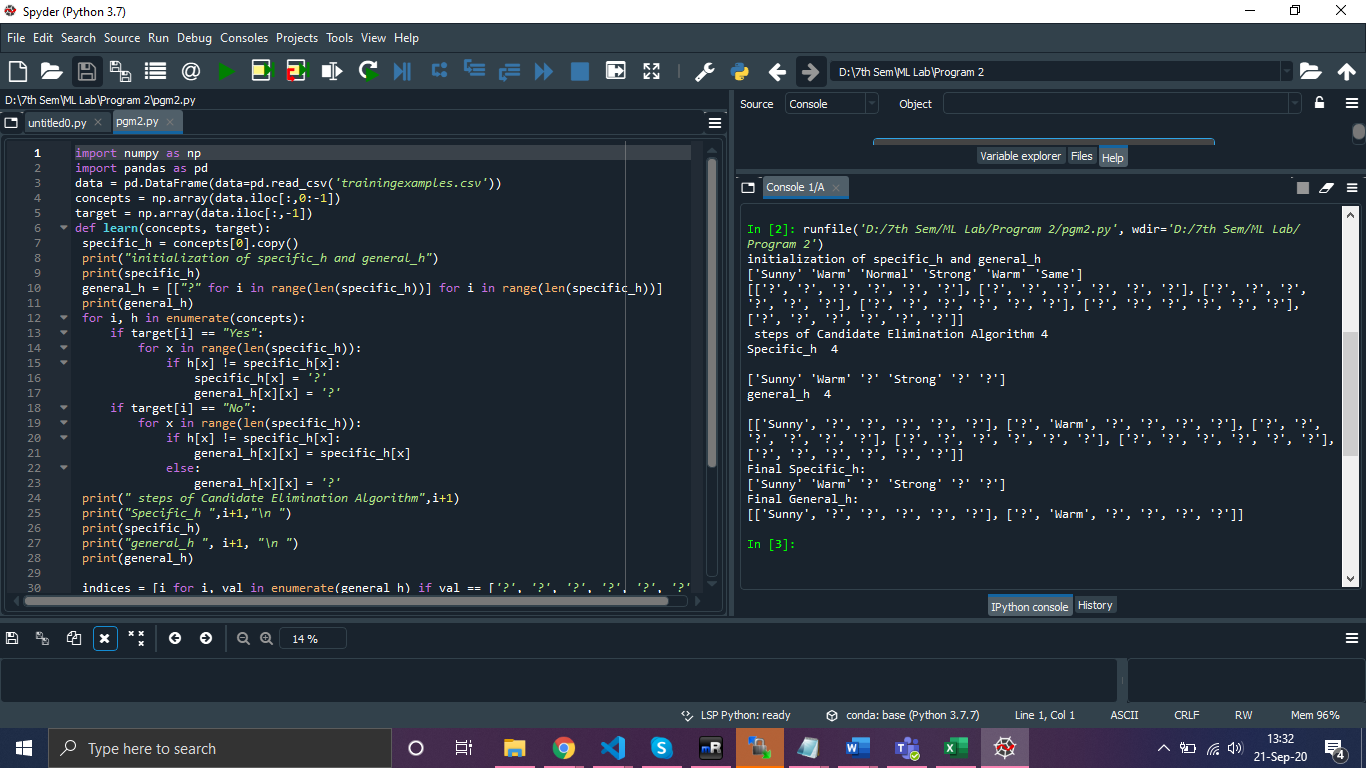 Spyder (Python 3.7)
File Edit Search Source Run Debug Consoles Projects Tools View Help
D:\7th Sem\ML Lab\Program 2
D:\7th Sem\ML Lab\Program 2\pgm2.py
untitled0.py
pgm2.py
1 import numpy as np
2 import pandas as pd
3 data = pd.DataFrame(data=pd.read_csv('trainingexamples.csv'))
4 concepts = np.array(data.iloc[:,0:-1])
5 target = np.array(data.iloc[:,-1])
6 def learn(concepts, target):
7 specific_h = concepts[0].copy()
8 print("initialization of specific_h and general_h")
9 print(specific_h)
10 general_h = [["?" for i in range(len(specific_h))] for i in range(len(specific_h))]
11 print(general_h)
12 for i, h in enumerate(concepts):
13 if target[i] == "Yes":
14 for x in range(len(specific_h)):
15 if h[x] != specific_h[x]:
16 specific_h[x] = '?'
17 general_h[x][x] = '?'
18 if target[i] == "No":
19 for x in range(len(specific_h)):
20 if h[x] != specific_h[x]:
21 general_h[x][x] = specific_h[x]
22 else:
23 general_h[x][x] = '?'
24 print(" steps of Candidate Elimination Algorithm",i+1)
25 print("Specific_h ",i+1,"\n ")
26 print(specific_h)
27 print("general_h ", i+1, "\n ")
28 print(general_h)
29
30 indices = [i for i, val in enumerate(general_h) if val == ['?', '?', '?', '?', '?', '?'
Source Console Object
Variable explorer Files Help
Console 1/A
In [2]: runfile('D:/7th Sem/ML Lab/Program 2/pgm2.py', wdir='D:/7th Sem/ML Lab/
Program 2')
initialization of specific_h and general_h
['Sunny' 'Warm' 'Normal' 'Strong' 'Warm' 'Same']
[['?', '?', '?', '?', '?', '?'], ['?', '?', '?', '?', '?', '?'], ['?', '?', '?',
'?', '?', '?'], ['?', '?', '?', '?', '?', '?'], ['?', '?', '?', '?', '?', '?'],
['?', '?', '?', '?', '?', '?']]
steps of Candidate Elimination Algorithm 4
Specific_h 4
['Sunny' 'Warm' '?' 'Strong' '?' '?']
general_h 4
[['Sunny', '?', '?', '?', '?', '?'], ['?', 'Warm', '?', '?', '?', '?'], ['?', '?',
'?', '?', '?', '?'], ['?', '?', '?', '?', '?', '?'], ['?', '?', '?', '?', '?', '?'],
['?', '?', '?', '?', '?', '?']]
Final Specific_h:
['Sunny' 'Warm' '?' 'Strong' '?' '?']
Final General_h:
[['Sunny', '?', '?', '?', '?', '?'], ['?', 'Warm', '?', '?', '?', '?']]
In [3]:
IPython console History
14 %
LSP Python: ready conda: base (Python 3.7.7) Line 1, Col 1 ASCII CRLF RW Mem 96%
Type here to search
13:32
21-Sep-20
4